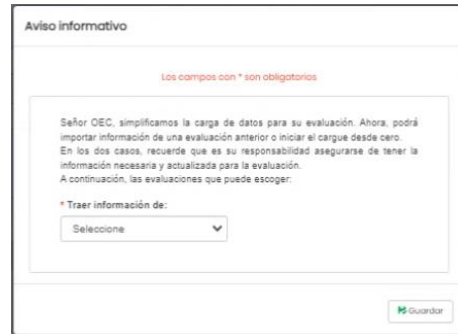 Aviso informativo
Los campos con * son obligatorios
Señor OEC, simplificamos la carga de datos para su evaluación. Ahora, podrá
importar información de una evaluación anterior o iniciar el cargue desde cero.
En los dos casos, recuerde que es su responsabilidad asegurarse de tener la
información necesaria y actualizada para la evaluación.
A continuación, las evaluaciones que puede escoger:
* Traer información de:
Seleccione
Guardar